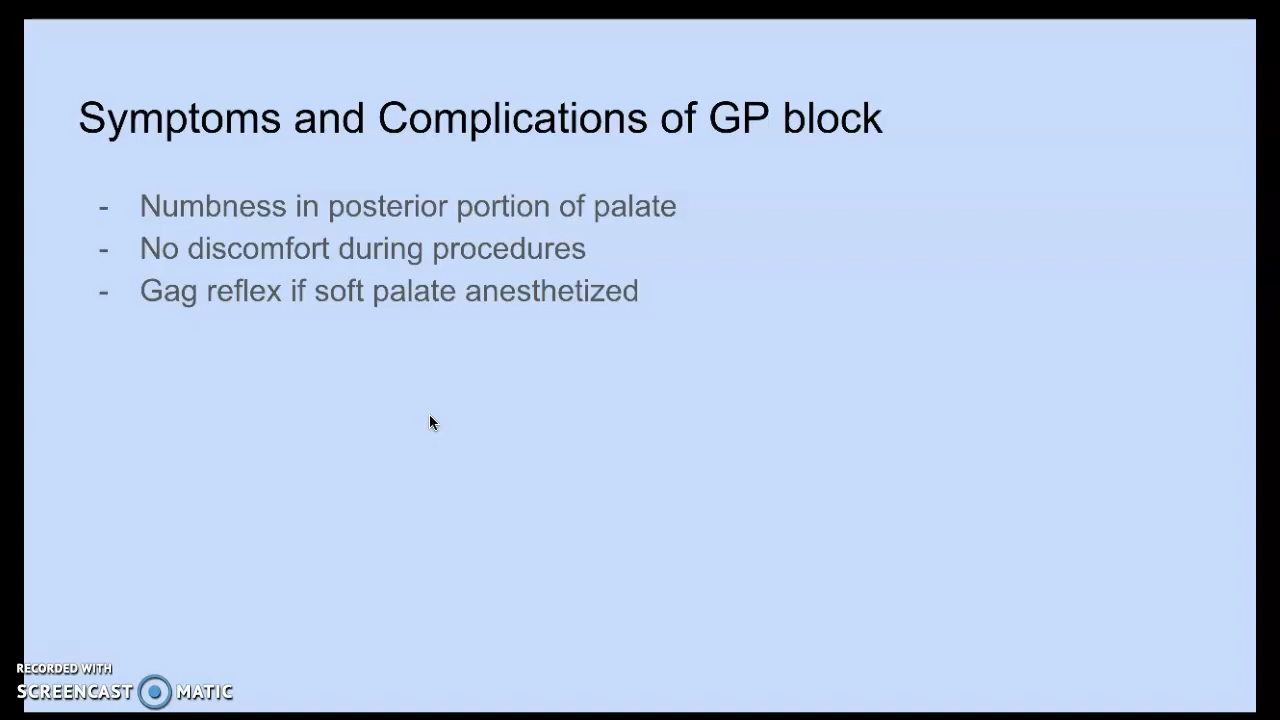 Symptoms and Complications of GP block
- Numbness in posterior portion of palate
- No discomfort during procedures
- Gag reflex if soft palate anesthetized
RECORDED WITH
SCREENCAST MATIC